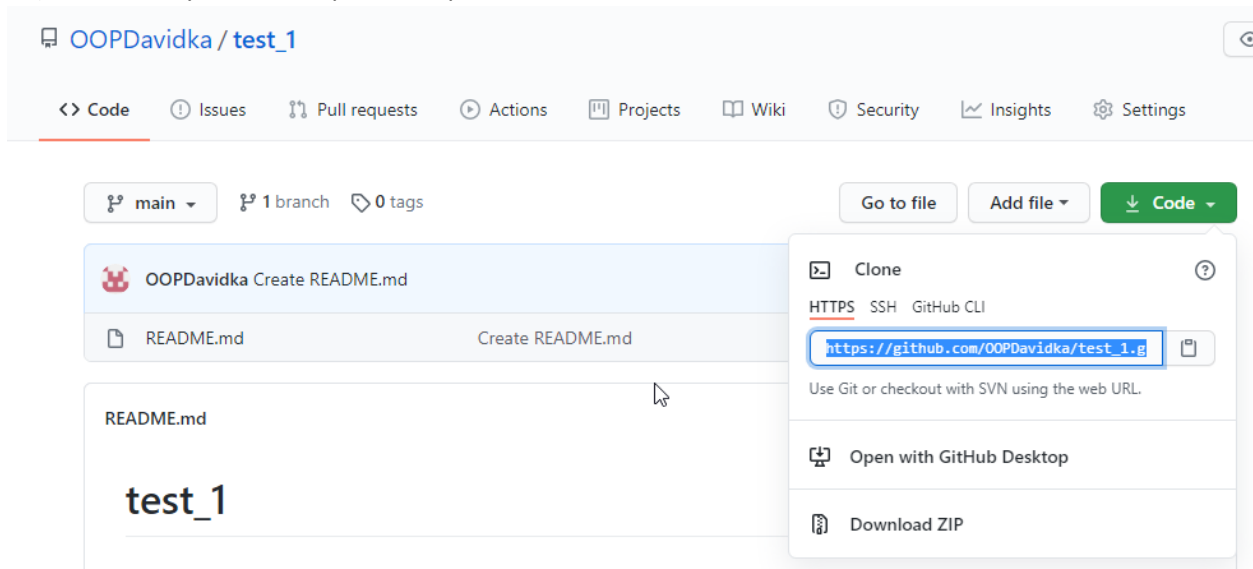 OOPDavidka / test_1
Code Issues Pull requests Actions Projects Wiki Security Insights Settings
main 1 branch 0 tags Go to file Add file Code
OOPDavidka Create README.md
README.md Create README.md
Clone
HTTPS SSH GitHub CLI
https://github.com/OOPDavidka/test_1.g
Use Git or checkout with SVN using the web URL.
Open with GitHub Desktop
Download ZIP
README.md
test_1